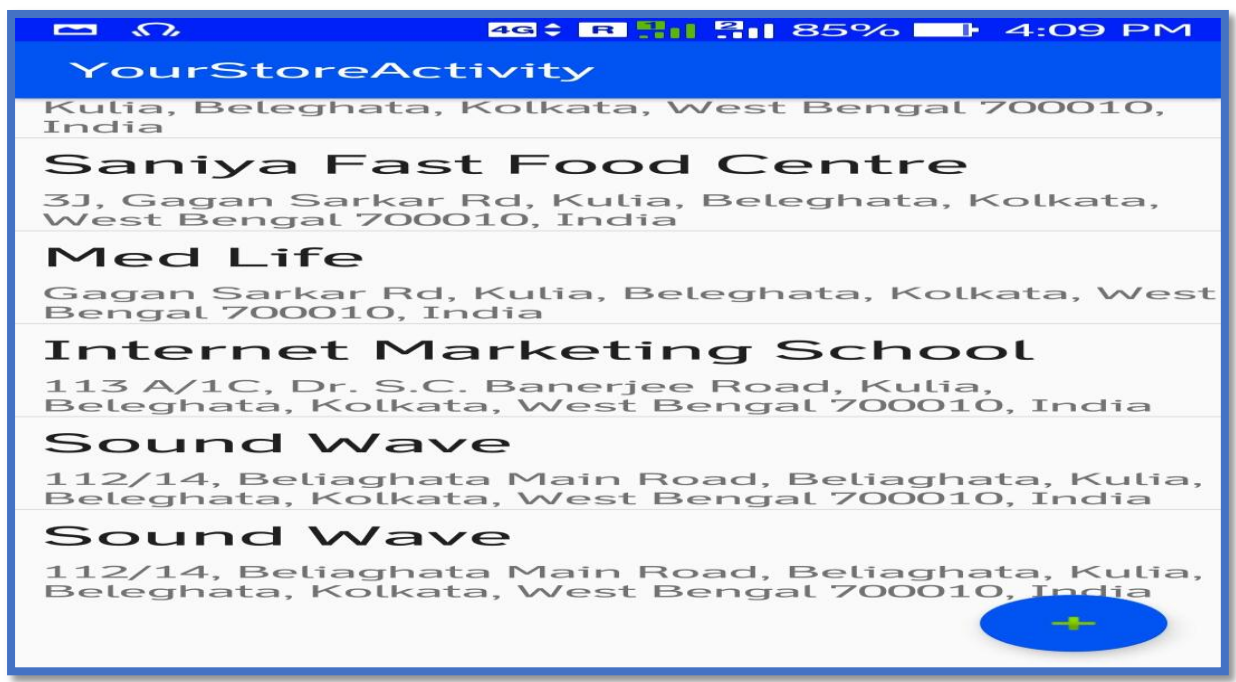 4G R 1 2 85% 4:09 PM
YourStoreActivity
Kulia, Beleghata, Kolkata, West Bengal 700010,
India
Saniya Fast Food Centre
3J, Gagan Sarkar Rd, Kulia, Beleghata, Kolkata,
West Bengal 700010, India
Med Life
Gagan Sarkar Rd, Kulia, Beleghata, Kolkata, West
Bengal 700010, India
Internet Marketing School
113 A/1C, Dr. S.C. Banerjee Road, Kulia,
Beleghata, Kolkata, West Bengal 700010, India
Sound Wave
112/14, Beliaghata Main Road, Beliaghata, Kulia,
Beleghata, Kolkata, West Bengal 700010, India
Sound Wave
112/14, Beliaghata Main Road, Beliaghata, Kulia,
Beleghata, Kolkata, West Bengal 700010, India